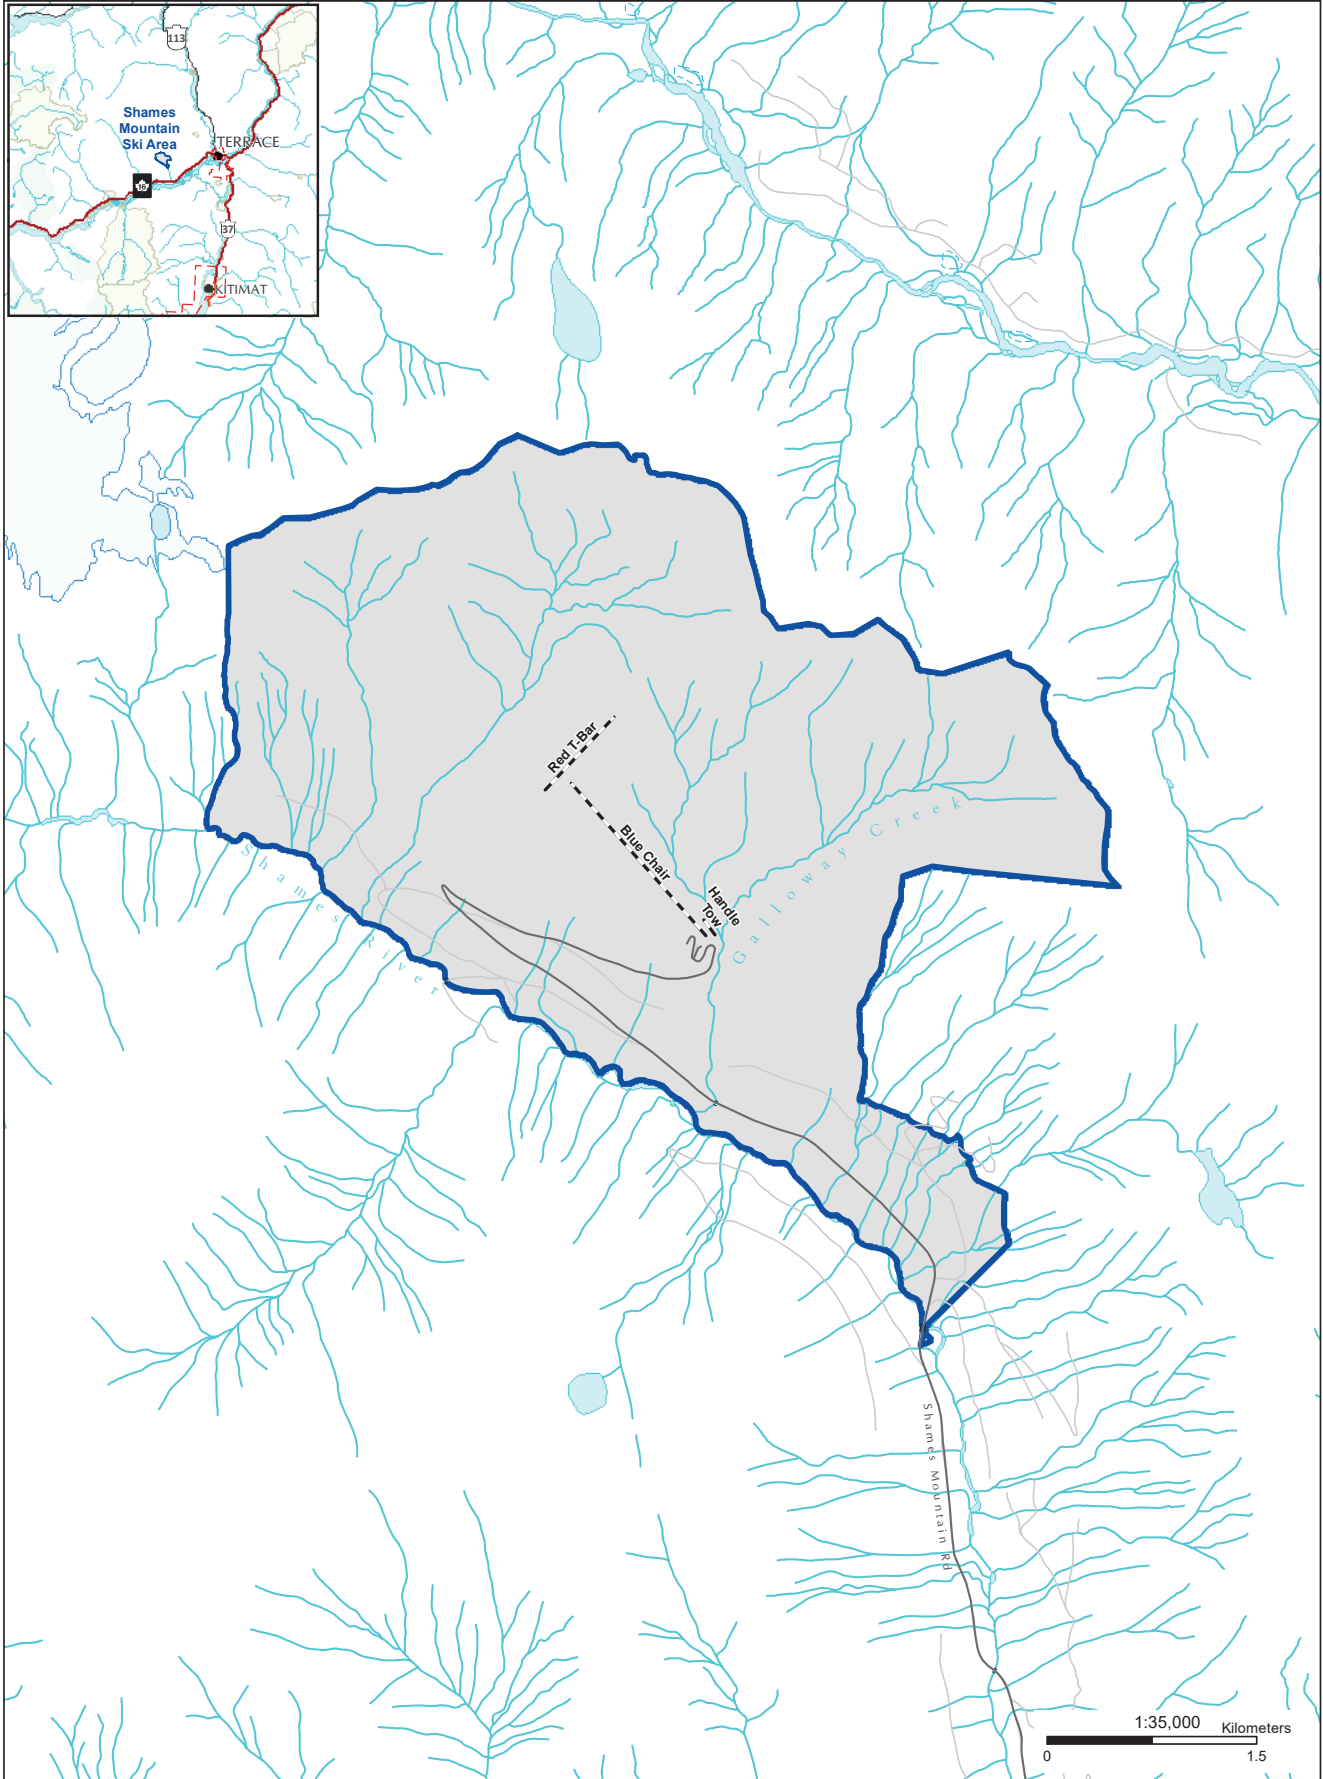 113
Shames
Mountain
Ski Area
TERRACE
16
37
KITIMAT
Red T-Bar
Blue Chair
Handle
Tow
Galloway Creek
Shames River
Shames Mountain Rd
1:35,000
Kilometers
0
1.5